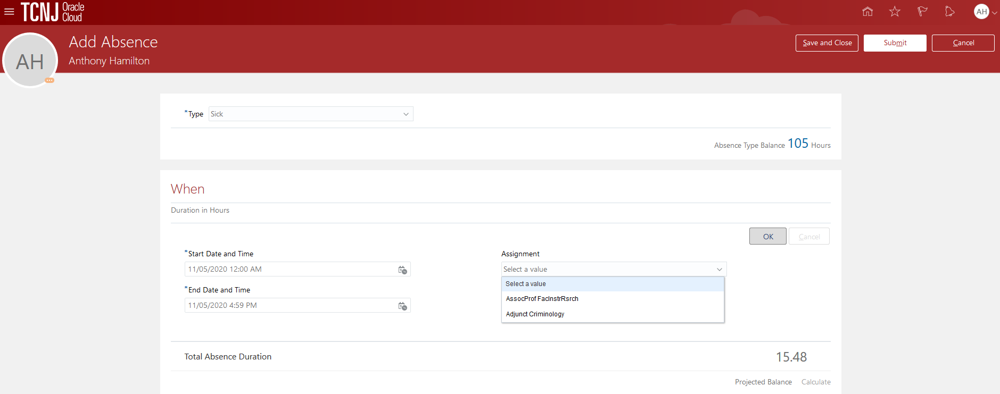 TCNJ Oracle Cloud
AH
Add Absence
Anthony Hamilton
AH
Save and Close
Submit
Cancel
*Type Sick
Absence Type Balance 105 Hours
When
Duration in Hours
OK
Cancel
*Start Date and Time
11/05/2020 12:00 AM
*End Date and Time
11/05/2020 4:59 PM
Assignment
Select a value
Select a value
AssocProf FacInstrRsrch
Adjunct Criminology
Total Absence Duration 15.48
Projected Balance Calculate